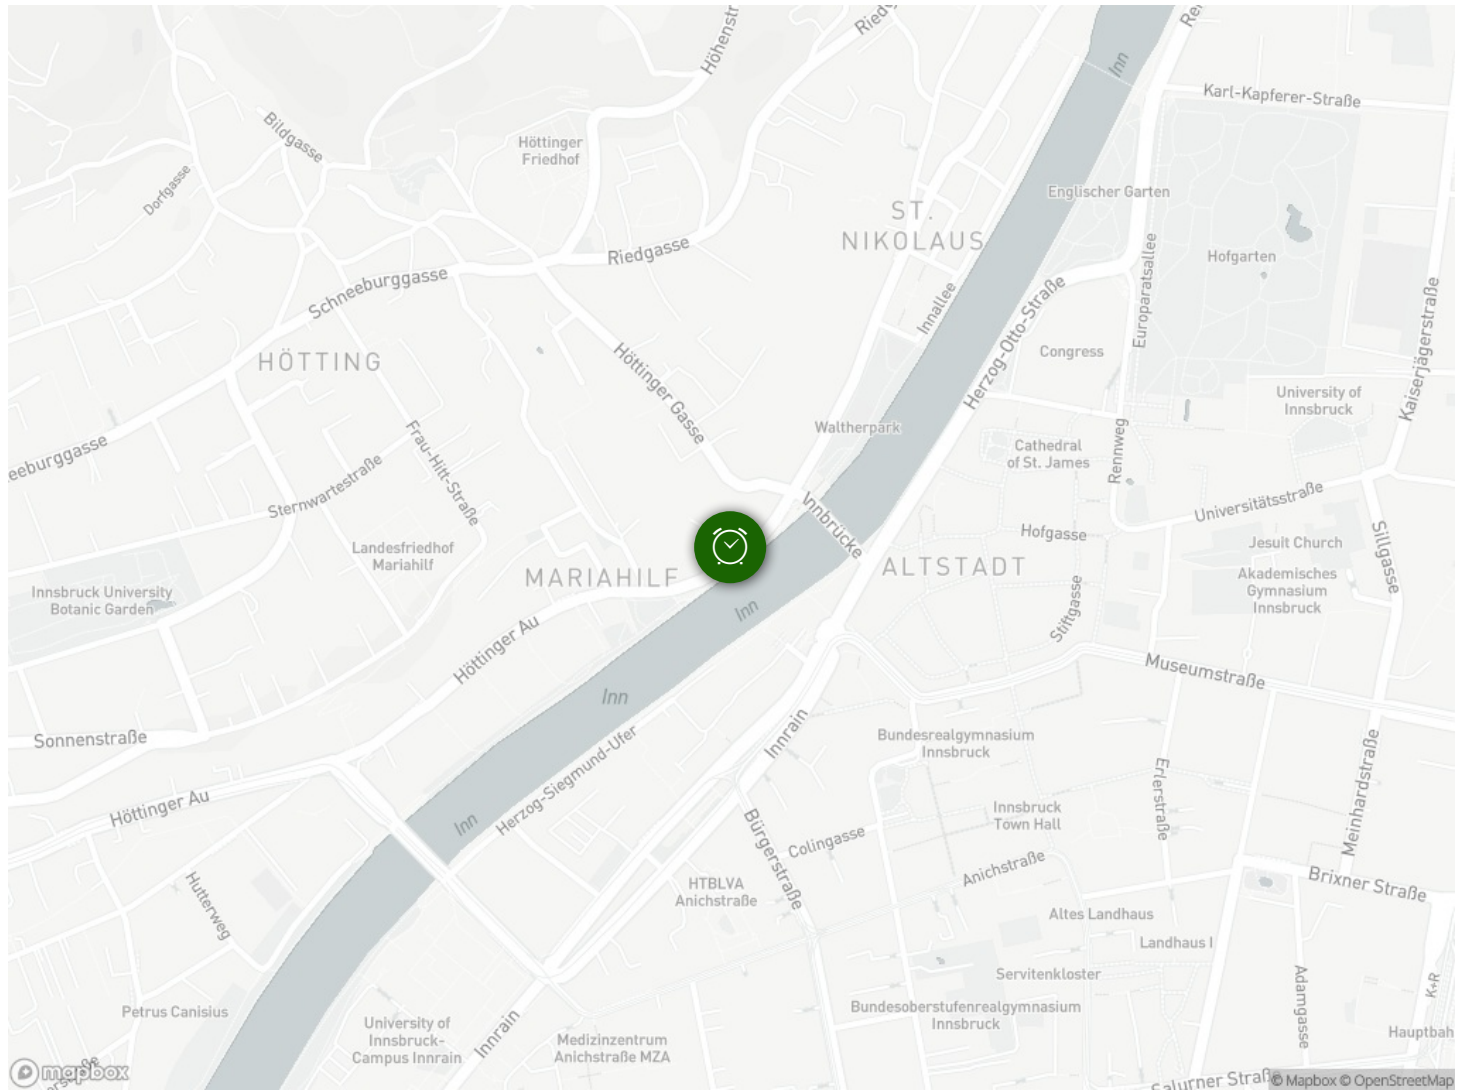 Inn
Karl-Kapferer-Straße
Bildgasse
Höttinger
Friedhof
Dorfgasse
Englischer Garten
ST.
NIKOLAUS
Riedgasse
Hofgarten
Schneeburggasse
Innallee
Herzog-Otto-Straße
Europaratsallee
Kaiserjägerstraße
HÖTTING
Höttinger Gasse
Congress
University of
Innsbruck
Waltherpark
Cathedral
of St. James
Rennweg
eeburggasse
Frau-Hitt-Straße
Sternwartestraße
Universitätsstraße
Innbrücke
Hofgasse
Sillgasse
Jesuit Church
Landesfriedhof
Mariahilf
MARIAHILF
ALTSTADT
Akademisches
Gymnasium
Innsbruck
Innsbruck University
Botanic Garden
Stiftgasse
Inn
Höttinger Au
Museumstraße
Inn
Sonnenstraße
Innrain
Bundesrealgymnasium
Innsbruck
Herzog-Siegmund-Ufer
Erlerstraße
Meinhardstraße
Höttinger Au
Inn
Innsbruck
Town Hall
Bürgerstraße
Colingasse
Anichstraße
Brixner Straße
HTBLVA
Anichstraße
Hutterweg
Altes Landhaus
Landhaus I
Servitenkloster
Adamgasse
K+R
Petrus Canisius
Bundesoberstufenrealgymnasium
Innsbruck
University of
Innsbruck-
Campus Innrain
Innrain
Medizinzentrum
Anichstraße MZA
Hauptbah
mapbox
Salurner Straß
© Mapbox © OpenStreetMap
Höhenstr
Riedg